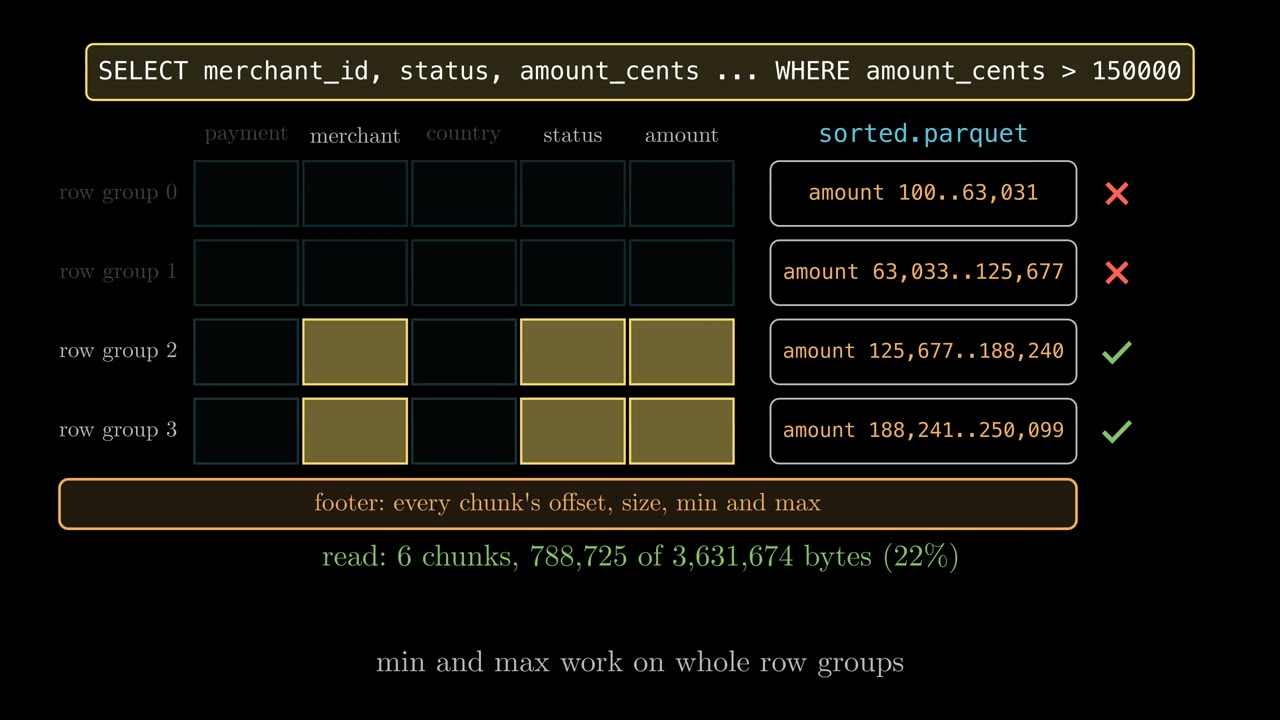 SELECT merchant_id, status, amount_cents ... WHERE amount_cents > 150000
payment merchant country status amount sorted.parquet
row group 0 amount 100..63,031
row group 1 amount 63,033..125,677
row group 2 amount 125,677..188,240
row group 3 amount 188,241..250,099
footer: every chunk's offset, size, min and max
read: 6 chunks, 788,725 of 3,631,674 bytes (22%)
min and max work on whole row groups